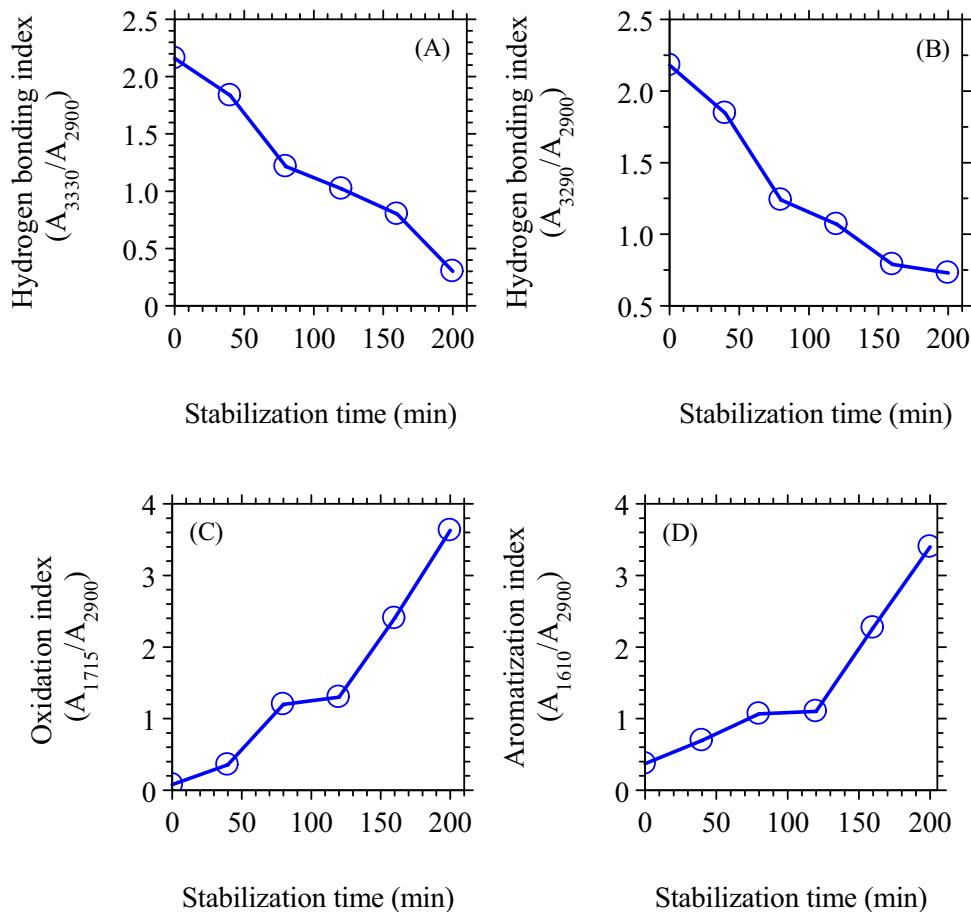 (A)
Hydrogen bonding index
(A3330/A2900)
2.5
2.0
1.5
1.0
0.5
0
0 50 100 150 200
Stabilization time (min)
(B)
Hydrogen bonding index
(A3290/A2900)
2.5
2.0
1.5
1.0
0.5
0 50 100 150 200
Stabilization time (min)
(C)
Oxidation index
(A1715/A2900)
4
3
2
1
0
0 50 100 150 200
Stabilization time (min)
(D)
Aromatization index
(A1610/A2900)
4
3
2
1
0
0 50 100 150 200
Stabilization time (min)